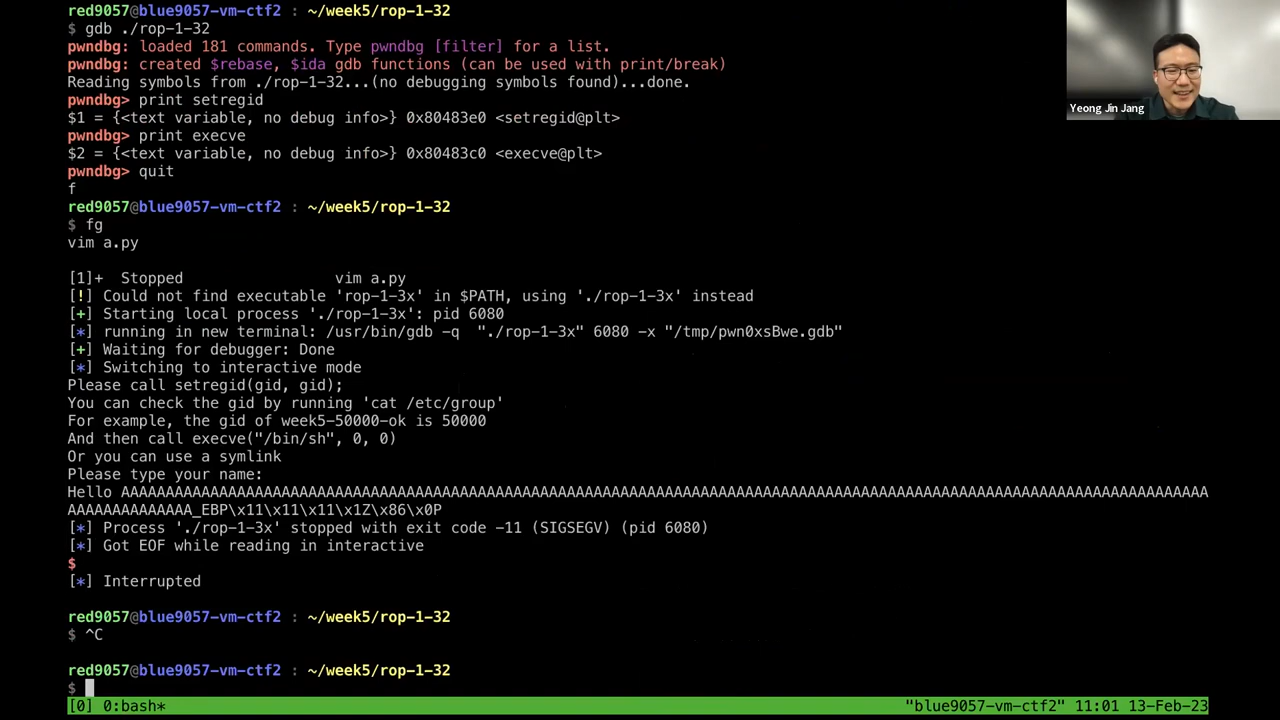 red9057@blue9057-vm-ctf2 : ~/week5/rop-1-32
$ gdb ./rop-1-32
pwndbg: loaded 181 commands. Type pwndbg [filter] for a list.
pwndbg: created $rebase, $ida gdb functions (can be used with print/break)
Reading symbols from ./rop-1-32...(no debugging symbols found)...done.
pwndbg> print setregid
$1 = {<text variable, no debug info>} 0x80483e0 <setregid@plt>
pwndbg> print execve
$2 = {<text variable, no debug info>} 0x80483c0 <execve@plt>
pwndbg> quit
f
red9057@blue9057-vm-ctf2 : ~/week5/rop-1-32
$ fg
vim a.py
[1]+  Stopped                 vim a.py
[!] Could not find executable 'rop-1-3x' in $PATH, using './rop-1-3x' instead
[+] Starting local process './rop-1-3x': pid 6080
[*] running in new terminal: /usr/bin/gdb -q  "./rop-1-3x" 6080 -x "/tmp/pwn0xsBwe.gdb"
[+] Waiting for debugger: Done
[*] Switching to interactive mode
Please call setregid(gid, gid);
You can check the gid by running 'cat /etc/group'
For example, the gid of week5-50000-ok is 50000
And then call execve("/bin/sh", 0, 0)
Or you can use a symlink
Please type your name:
Hello AAAAAAAAAAAAAAAAAAAAAAAAAAAAAAAAAAAAAAAAAAAAAAAAAAAAAAAAAAAAAAAAAAAAAAAAAAAAAAAAAAAAAAAAAAAAAAAAAAAAAAAAAAAAAAAAAAAAAAAAAA
AAAAAAAAAAAAAA_EBP\x11\x11\x11\x1Z\x86\x0P
[*] Process './rop-1-3x' stopped with exit code -11 (SIGSEGV) (pid 6080)
[*] Got EOF while reading in interactive
$
[*] Interrupted
red9057@blue9057-vm-ctf2 : ~/week5/rop-1-32
$ ^C
red9057@blue9057-vm-ctf2 : ~/week5/rop-1-32
$
[0] 0:bash* "blue9057-vm-ctf2" 11:01 13-Feb-23
Yeong Jin Jang